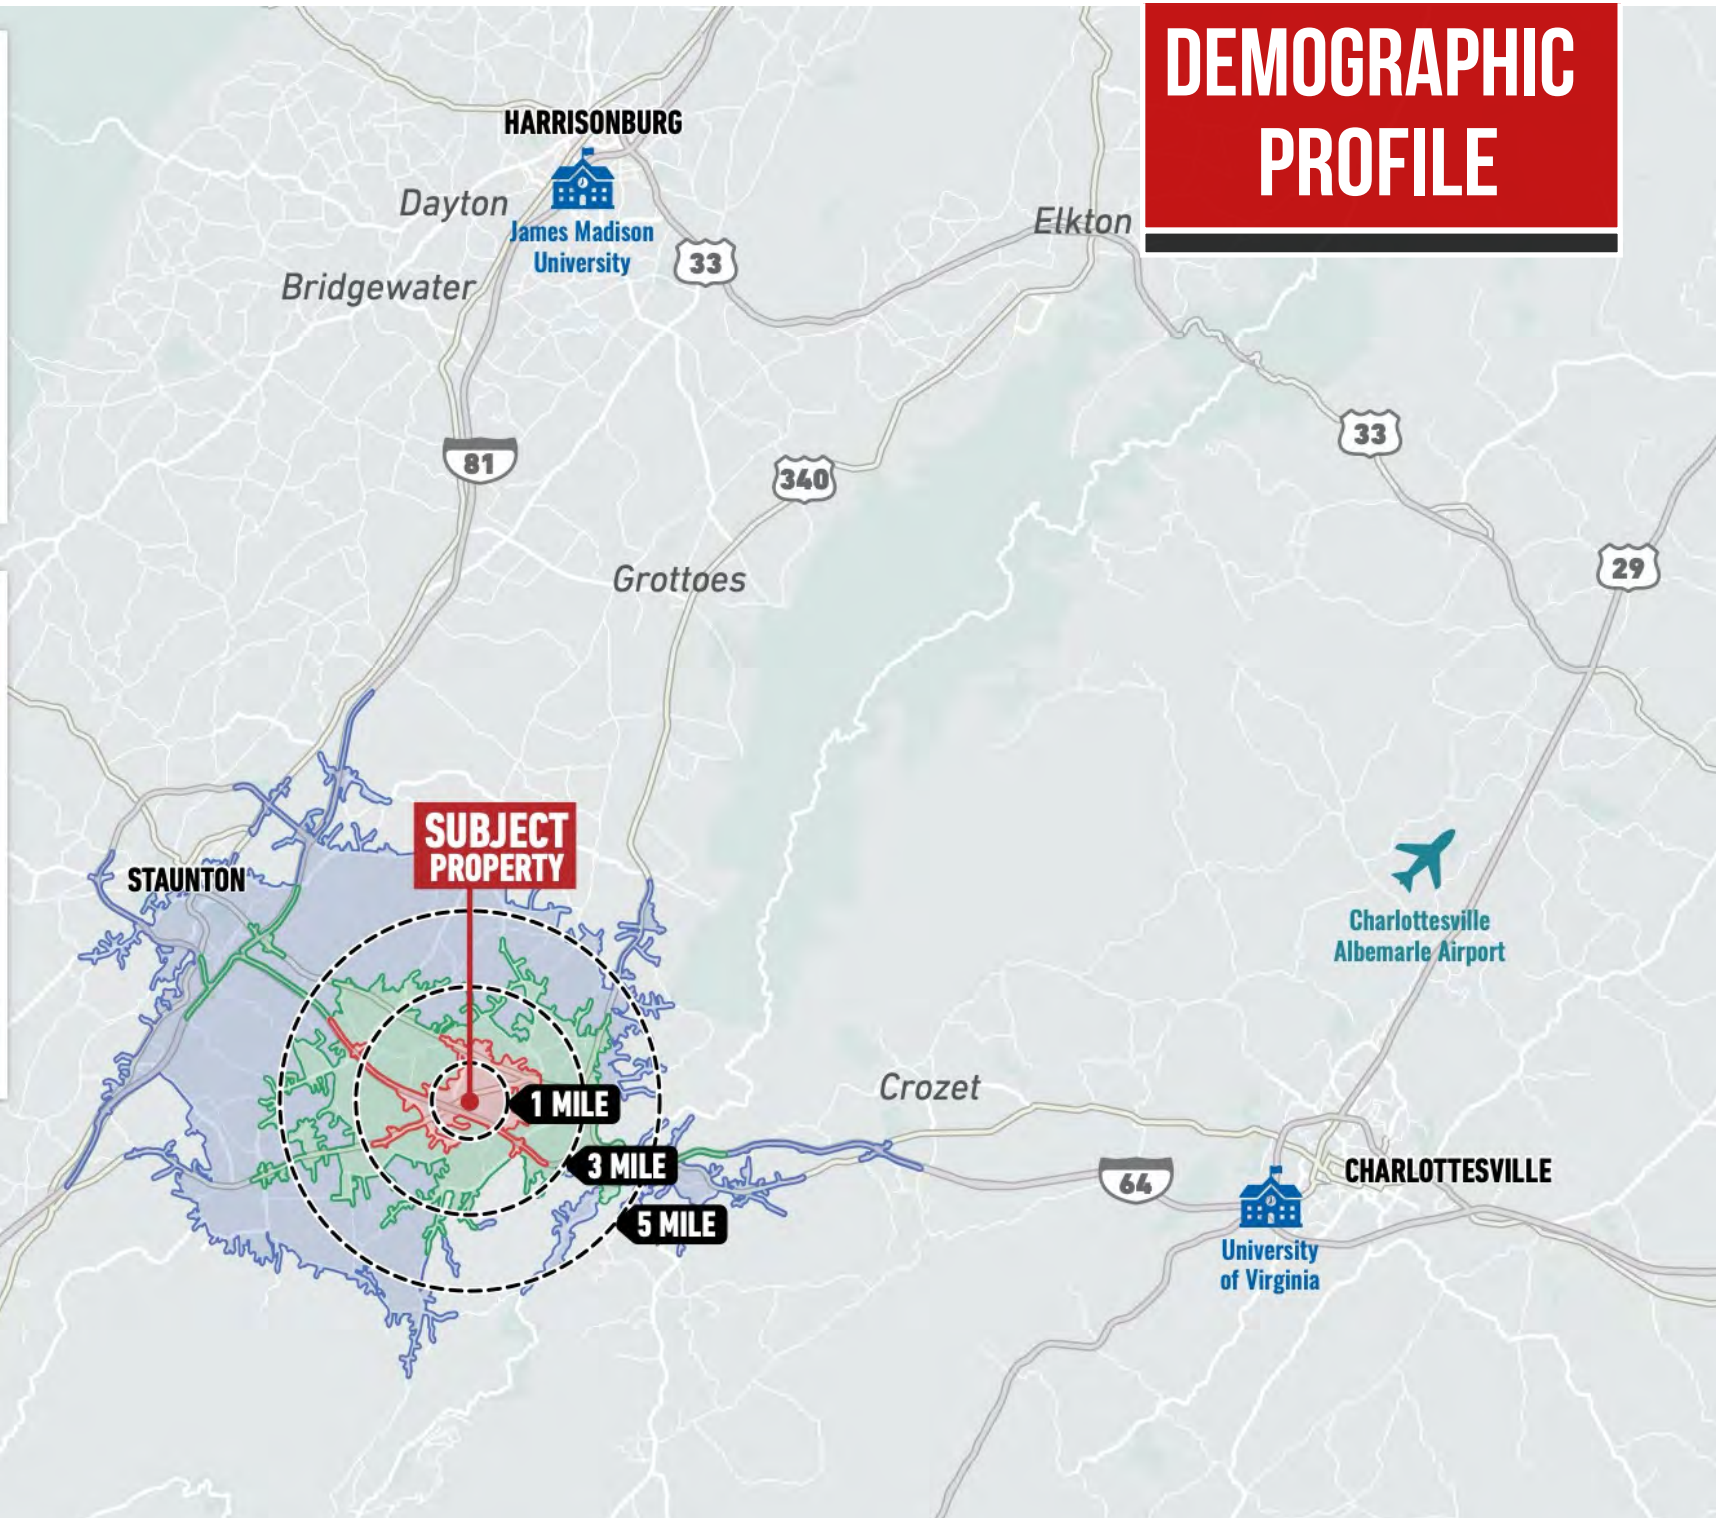 DEMOGRAPHIC
PROFILE
HARRISONBURG
Dayton
James Madison
University
33
Elkton
Bridgewater
81
340
33
29
Grottoes
SUBJECT
PROPERTY
STAUNTON
Charlottesville
Albemarle Airport
1 MILE
3 MILE
5 MILE
Crozet
64
CHARLOTTESVILLE
University
of Virginia